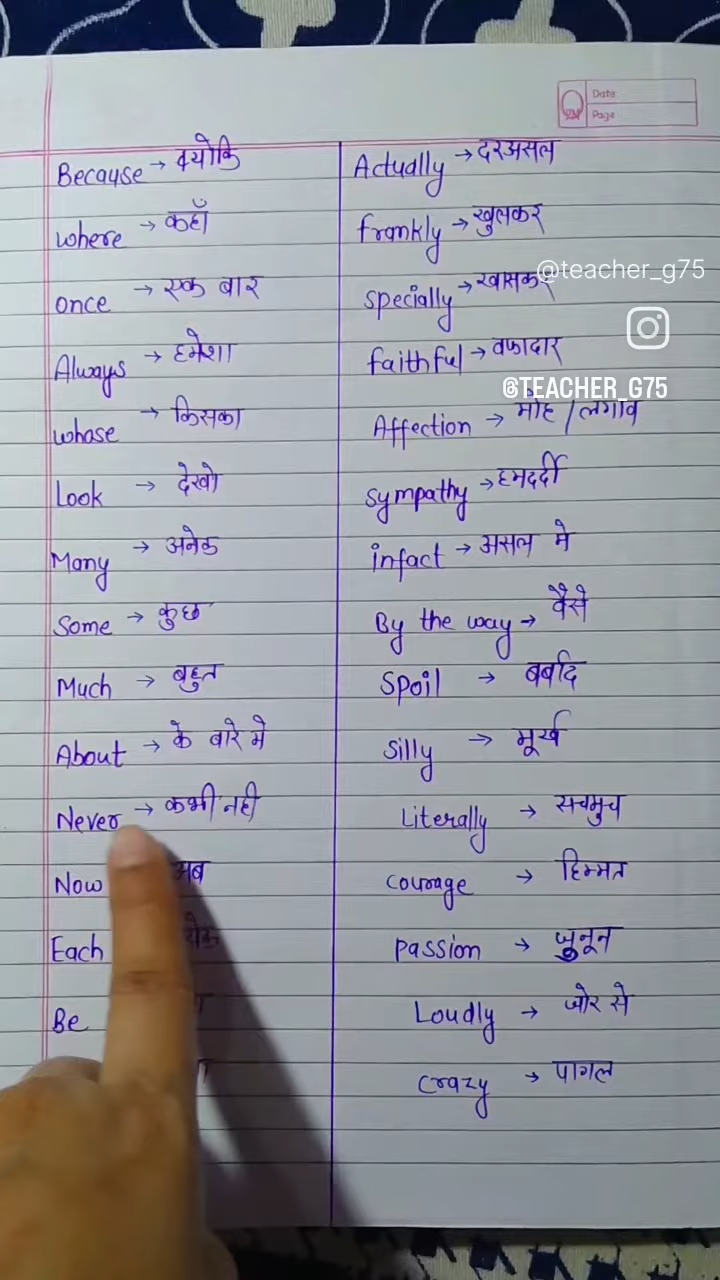 Date
Page
Because → क्योकि
where → कहाँ
once → एक बार
Always → हमेशा
whose → किसका
Look → देखो
Many → अनेक
Some → कुछ
Much → बहुत
About → के बारे मे
Never → कभी नही
Now अब
Each
Be
Actually → दरअसल
frankly → खुलकर
specially → खासकर
faithful → वफादार
Affection → मोह / लगाव
sympathy → हमदर्दी
infact → असल मे
By the way → वैसे
Spoil → बर्बाद
silly → मूर्ख
Literally → सचमुच
courage → हिम्मत
passion → जुनून
Loudly → जोर से
crazy → पागल
@teacher_g75
@TEACHER_G75